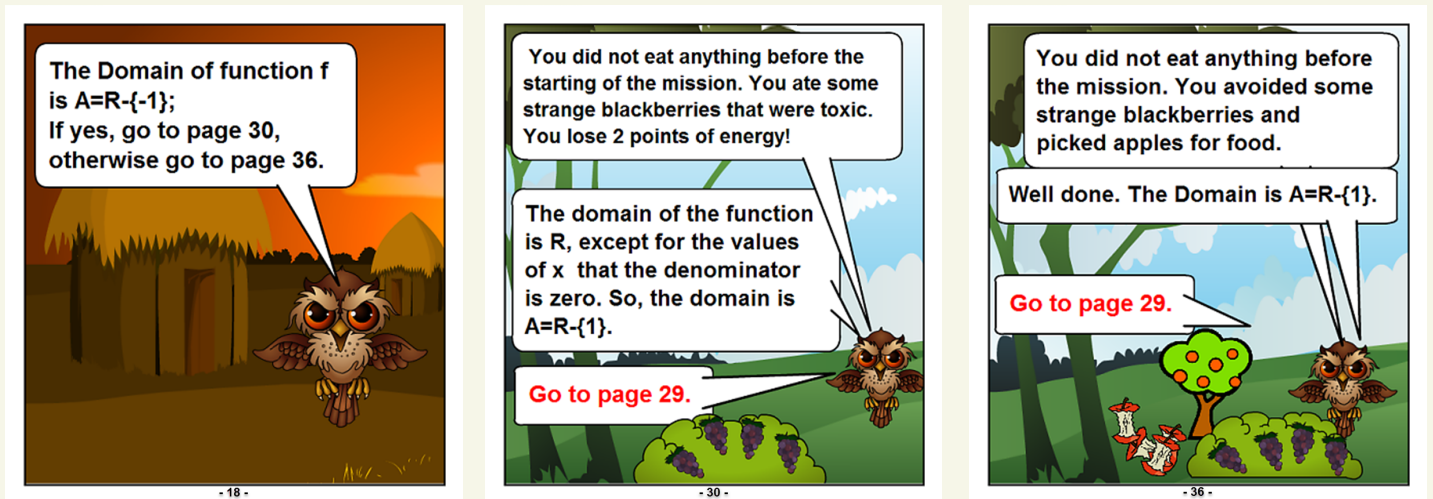 The Domain of function f
is A=R-{-1};
If yes, go to page 30,
otherwise go to page 36.
- 18 -
You did not eat anything before the
starting of the mission. You ate some
strange blackberries that were toxic.
You lose 2 points of energy!
The domain of the function
is R, except for the values
of x that the denominator
is zero. So, the domain is
A=R-{1}.
Go to page 29.
- 30 -
You did not eat anything before
the mission. You avoided some
strange blackberries and
picked apples for food.
Well done. The Domain is A=R-{1}.
Go to page 29.
- 36 -